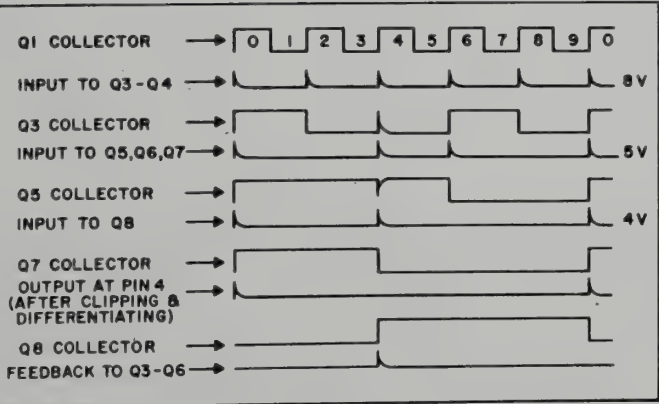 Q1 COLLECTOR 0 1 2 3 4 5 6 7 8 9 0
INPUT TO Q3-Q4 8V
Q3 COLLECTOR
INPUT TO Q5,Q6,Q7 5V
Q5 COLLECTOR
INPUT TO Q8 4V
Q7 COLLECTOR
OUTPUT AT PIN 4
(AFTER CLIPPING &
DIFFERENTIATING)
Q8 COLLECTOR
FEEDBACK TO Q3-Q6